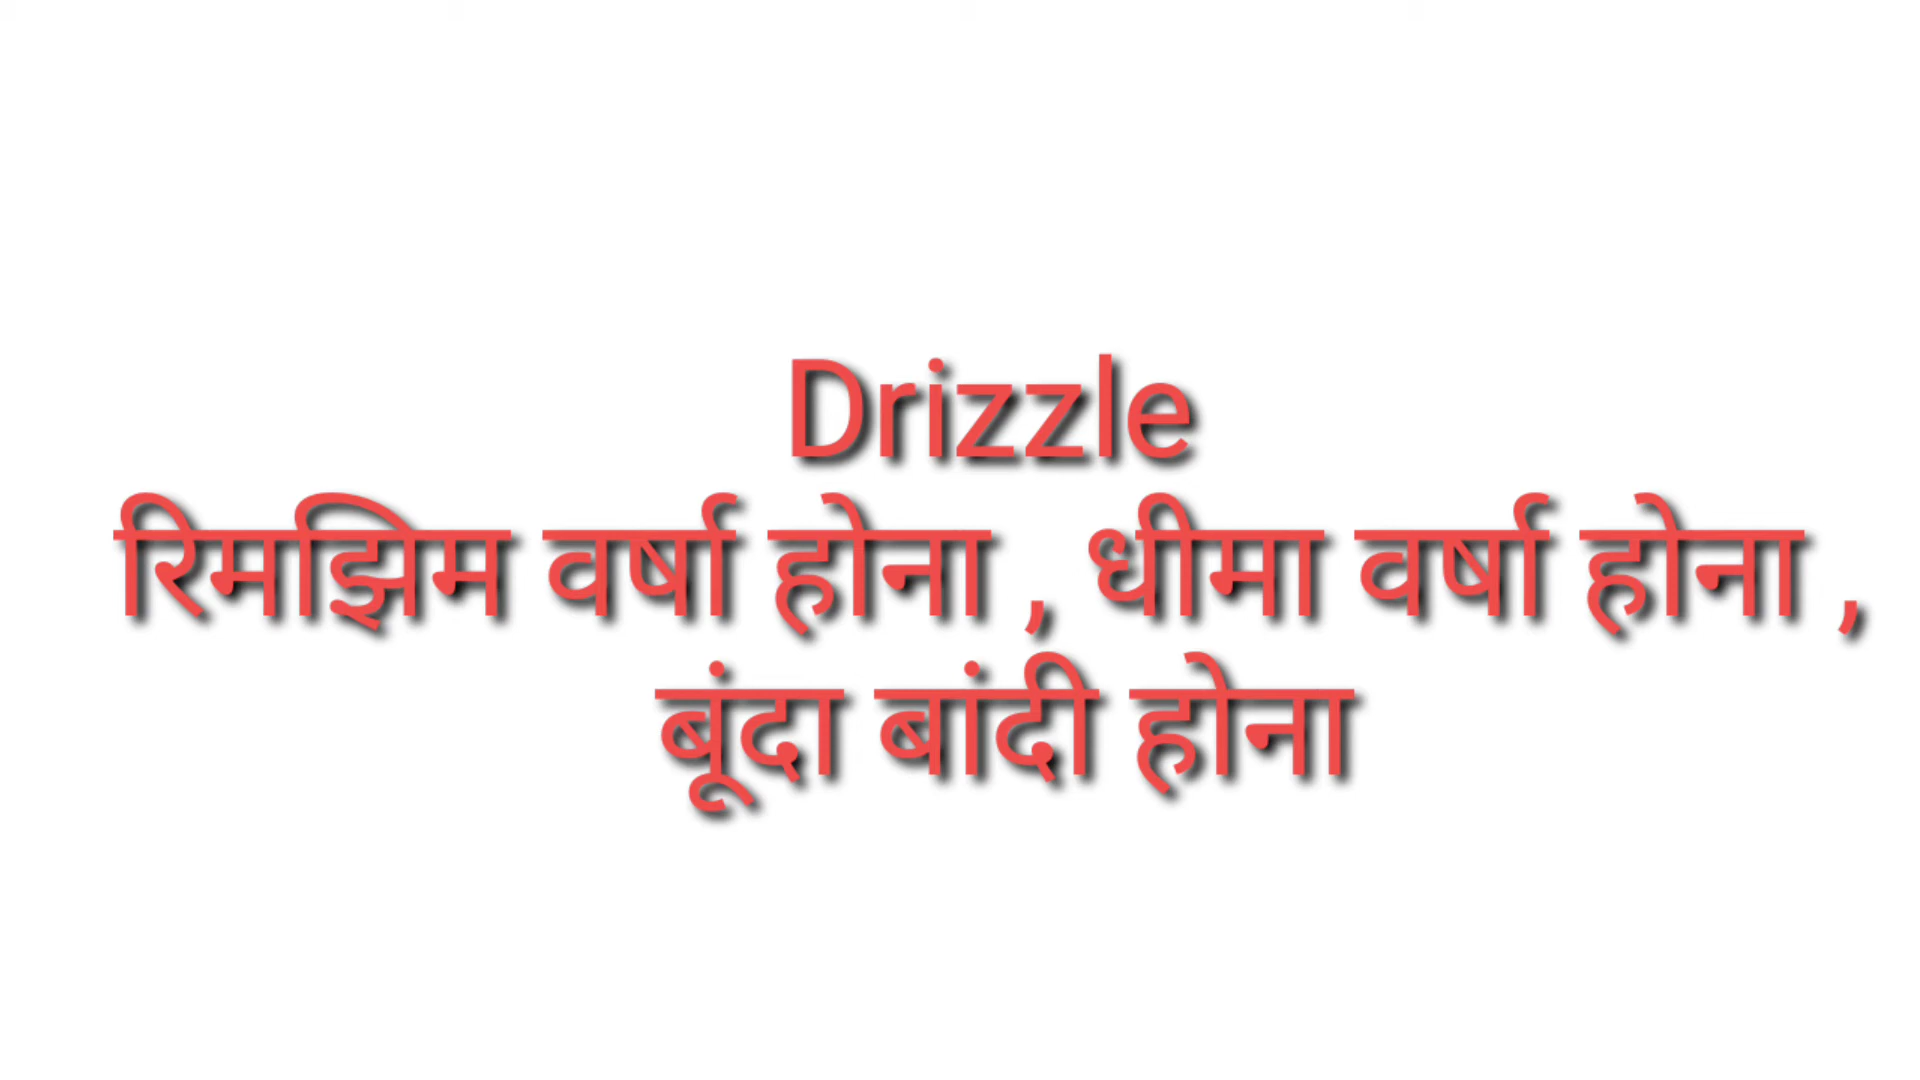 Drizzle
रिमझिम वर्षा होना , धीमा वर्षा होना ,
बूंदा बांदी होना